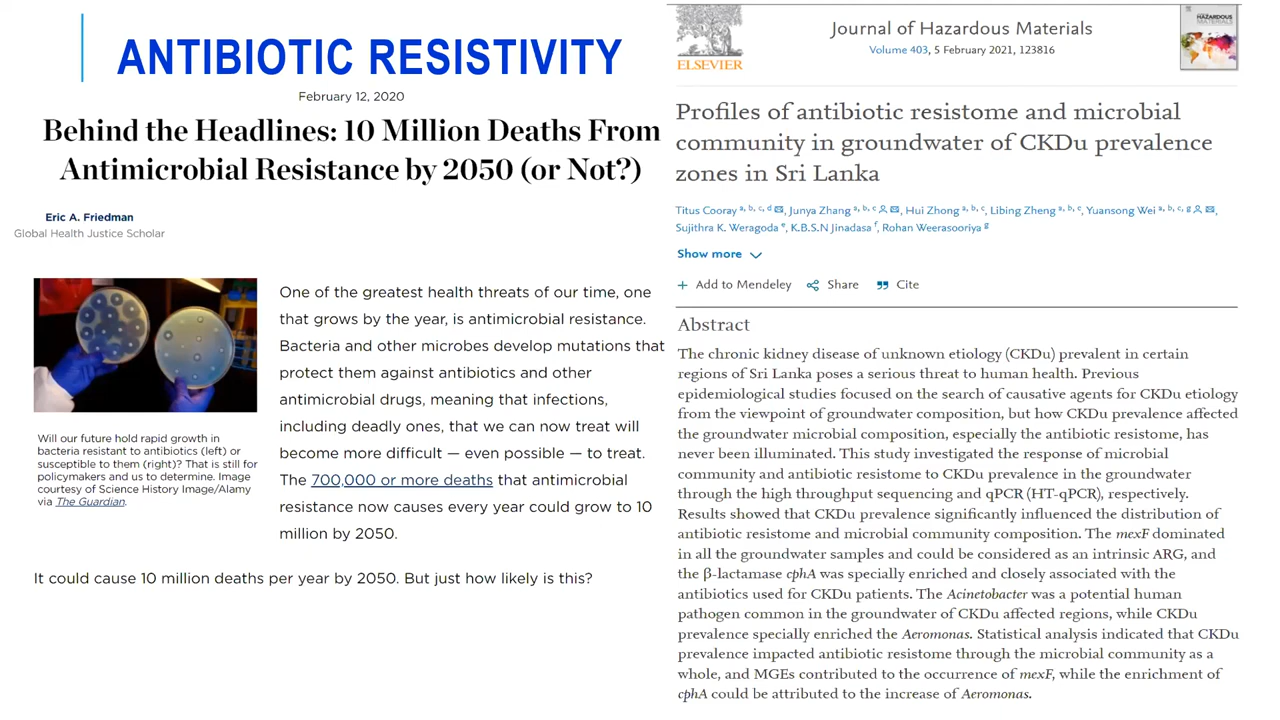 ANTIBIOTIC RESISTIVITY
February 12, 2020
Behind the Headlines: 10 Million Deaths From
Antimicrobial Resistance by 2050 (or Not?)
Eric A. Friedman
Global Health Justice Scholar
Will our future hold rapid growth in
bacteria resistant to antibiotics (left) or
susceptible to them (right)? That is still for
policymakers and us to determine. Image
courtesy of Science History Image/Alamy
via The Guardian.
One of the greatest health threats of our time, one
that grows by the year, is antimicrobial resistance.
Bacteria and other microbes develop mutations that
protect them against antibiotics and other
antimicrobial drugs, meaning that infections,
including deadly ones, that we can now treat will
become more difficult — even possible — to treat.
The 700,000 or more deaths that antimicrobial
resistance now causes every year could grow to 10
million by 2050.
It could cause 10 million deaths per year by 2050. But just how likely is this?
ELSEVIER
Journal of Hazardous Materials
Volume 403, 5 February 2021, 123816
HAZARDOUS
MATERIALS
Profiles of antibiotic resistome and microbial
community in groundwater of CKDu prevalence
zones in Sri Lanka
Titus Cooray a, b, c, d, Junya Zhang a, b, c, Hui Zhong a, b, c, Libing Zheng a, b, c, Yuansong Wei a, b, c, g,
Sujithra K. Weragoda e, K.B.S.N Jinadasa f, Rohan Weerasooriya g
Show more
+ Add to Mendeley Share Cite
Abstract
The chronic kidney disease of unknown etiology (CKDu) prevalent in certain
regions of Sri Lanka poses a serious threat to human health. Previous
epidemiological studies focused on the search of causative agents for CKDu etiology
from the viewpoint of groundwater composition, but how CKDu prevalence affected
the groundwater microbial composition, especially the antibiotic resistome, has
never been illuminated. This study investigated the response of microbial
community and antibiotic resistome to CKDu prevalence in the groundwater
through the high throughput sequencing and qPCR (HT-qPCR), respectively.
Results showed that CKDu prevalence significantly influenced the distribution of
antibiotic resistome and microbial community composition. The mexF dominated
in all the groundwater samples and could be considered as an intrinsic ARG, and
the β-lactamase cphA was specially enriched and closely associated with the
antibiotics used for CKDu patients. The Acinetobacter was a potential human
pathogen common in the groundwater of CKDu affected regions, while CKDu
prevalence specially enriched the Aeromonas. Statistical analysis indicated that CKDu
prevalence impacted antibiotic resistome through the microbial community as a
whole, and MGEs contributed to the occurrence of mexF, while the enrichment of
cphA could be attributed to the increase of Aeromonas.